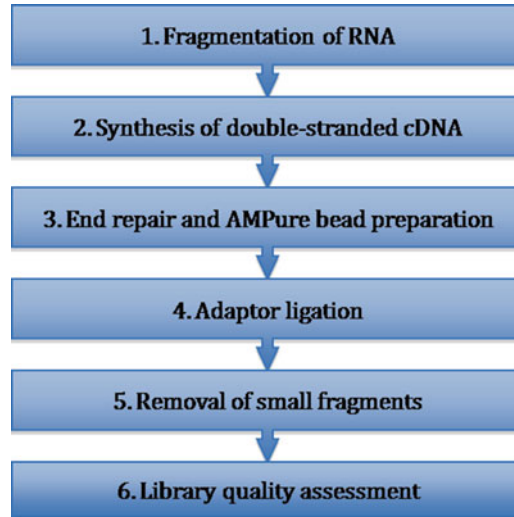 1. Fragmentation of RNA
2. Synthesis of double-stranded cDNA
3. End repair and AMPure bead preparation
4. Adaptor ligation
5. Removal of small fragments
6. Library quality assessment